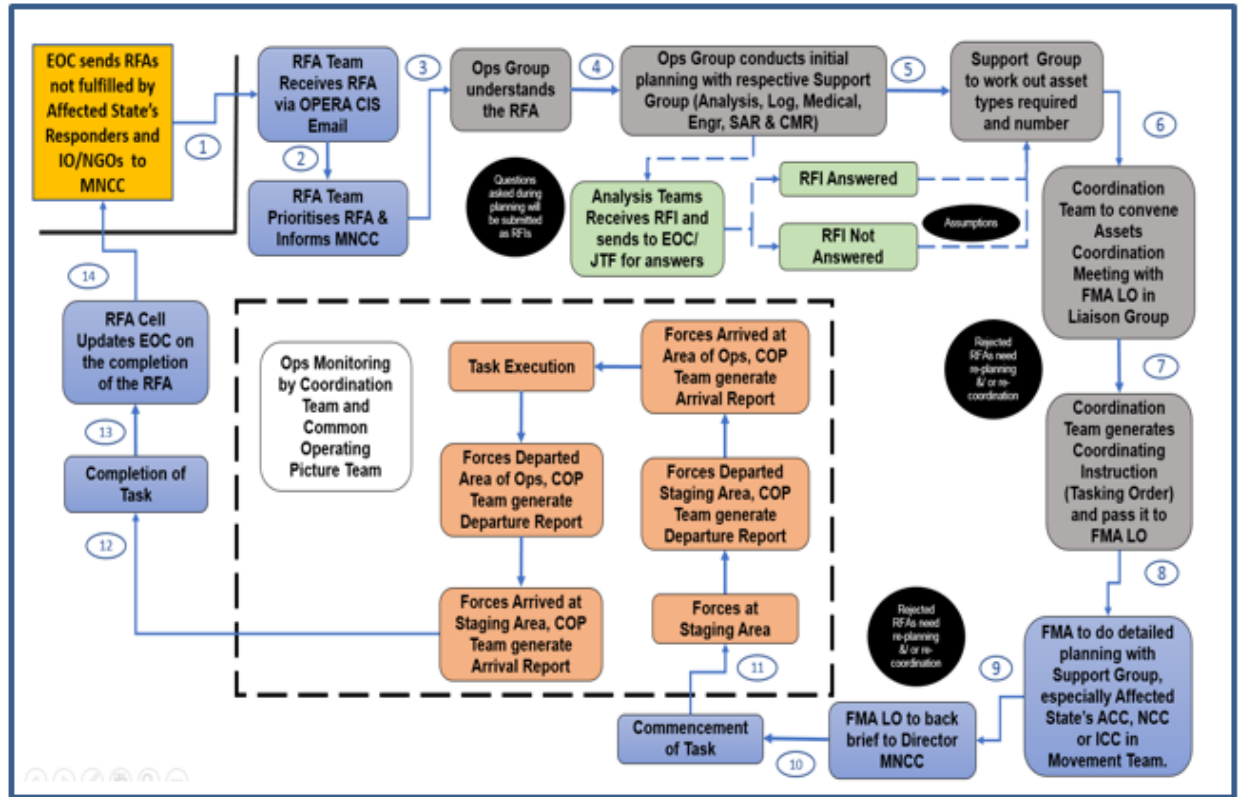 EOC sends RFAs
not fulfilled by
Affected State's
Responders and
IO/NGOs to
MNCC
1
RFA Team
Receives RFA
via OPERA CIS
Email
2
RFA Team
Prioritises RFA &
Informs MNCC
3
Ops Group
understands
the RFA
4
Ops Group conducts initial
planning with respective Support
Group (Analysis, Log, Medical,
Engr, SAR & CMR)
5
Support Group
to work out asset
types required
and number
6
Questions
asked during
planning will
be submitted
as RFIs
Analysis Teams
Receives RFI and
sends to EOC/
JTF for answers
RFI Answered
RFI Not
Answered
Assumptions
Coordination
Team to convene
Assets
Coordination
Meeting with
FMA LO in
Liaison Group
Rejected
RFAs need
re-planning
&/ or re-
coordination
7
Coordination
Team generates
Coordinating
Instruction
(Tasking Order)
and pass it to
FMA LO
8
FMA to do detailed
planning with
Support Group,
especially Affected
State's ACC, NCC
or ICC in
Movement Team.
Rejected
RFAs need
re-planning
&/ or re-
coordination
9
FMA LO to back
brief to Director
MNCC
10
Commencement
of Task
11
Ops Monitoring
by Coordination
Team and
Common
Operating
Picture Team
Forces at
Staging Area
Forces Departed
Staging Area, COP
Team generate
Departure Report
Forces Arrived at
Area of Ops, COP
Team generate
Arrival Report
Task Execution
Forces Departed
Area of Ops, COP
Team generate
Departure Report
Forces Arrived at
Staging Area, COP
Team generate
Arrival Report
12
Completion of
Task
13
RFA Cell
Updates EOC on
the completion
of the RFA
14